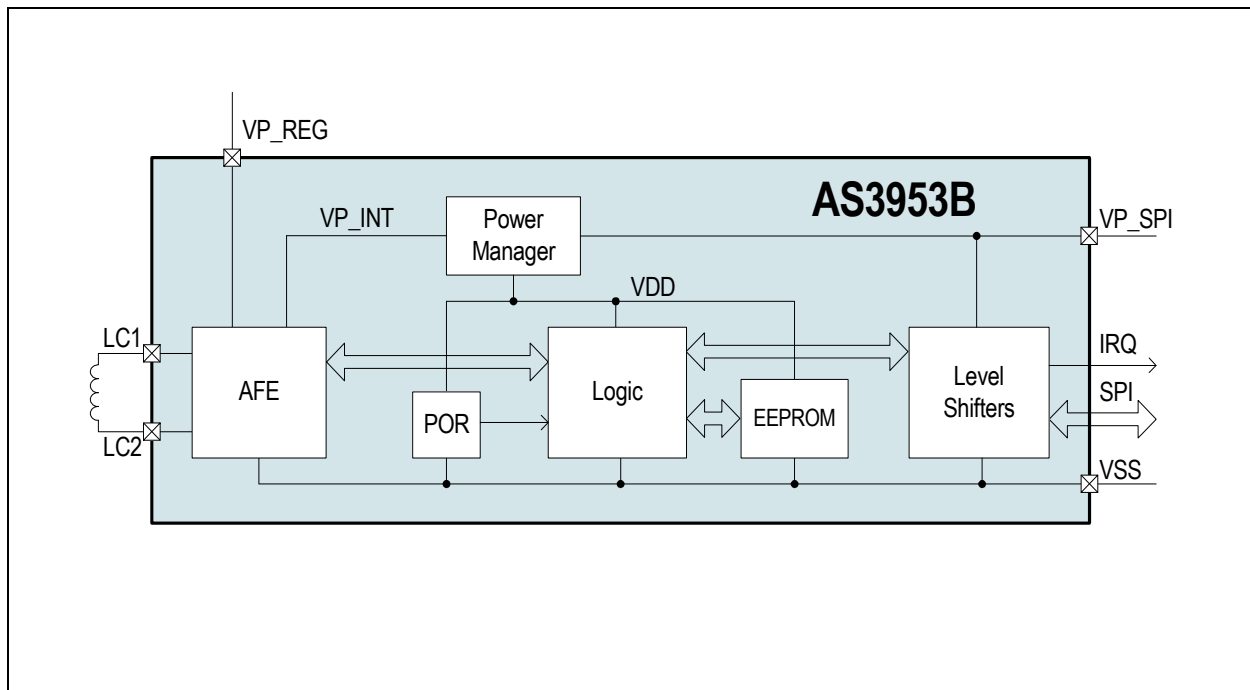 VP_REG
AS3953B
VP_INT
Power
Manager
VP_SPI
VDD
LC1
IRQ
AFE
Logic
Level
Shifters
SPI
POR
EEPROM
LC2
VSS